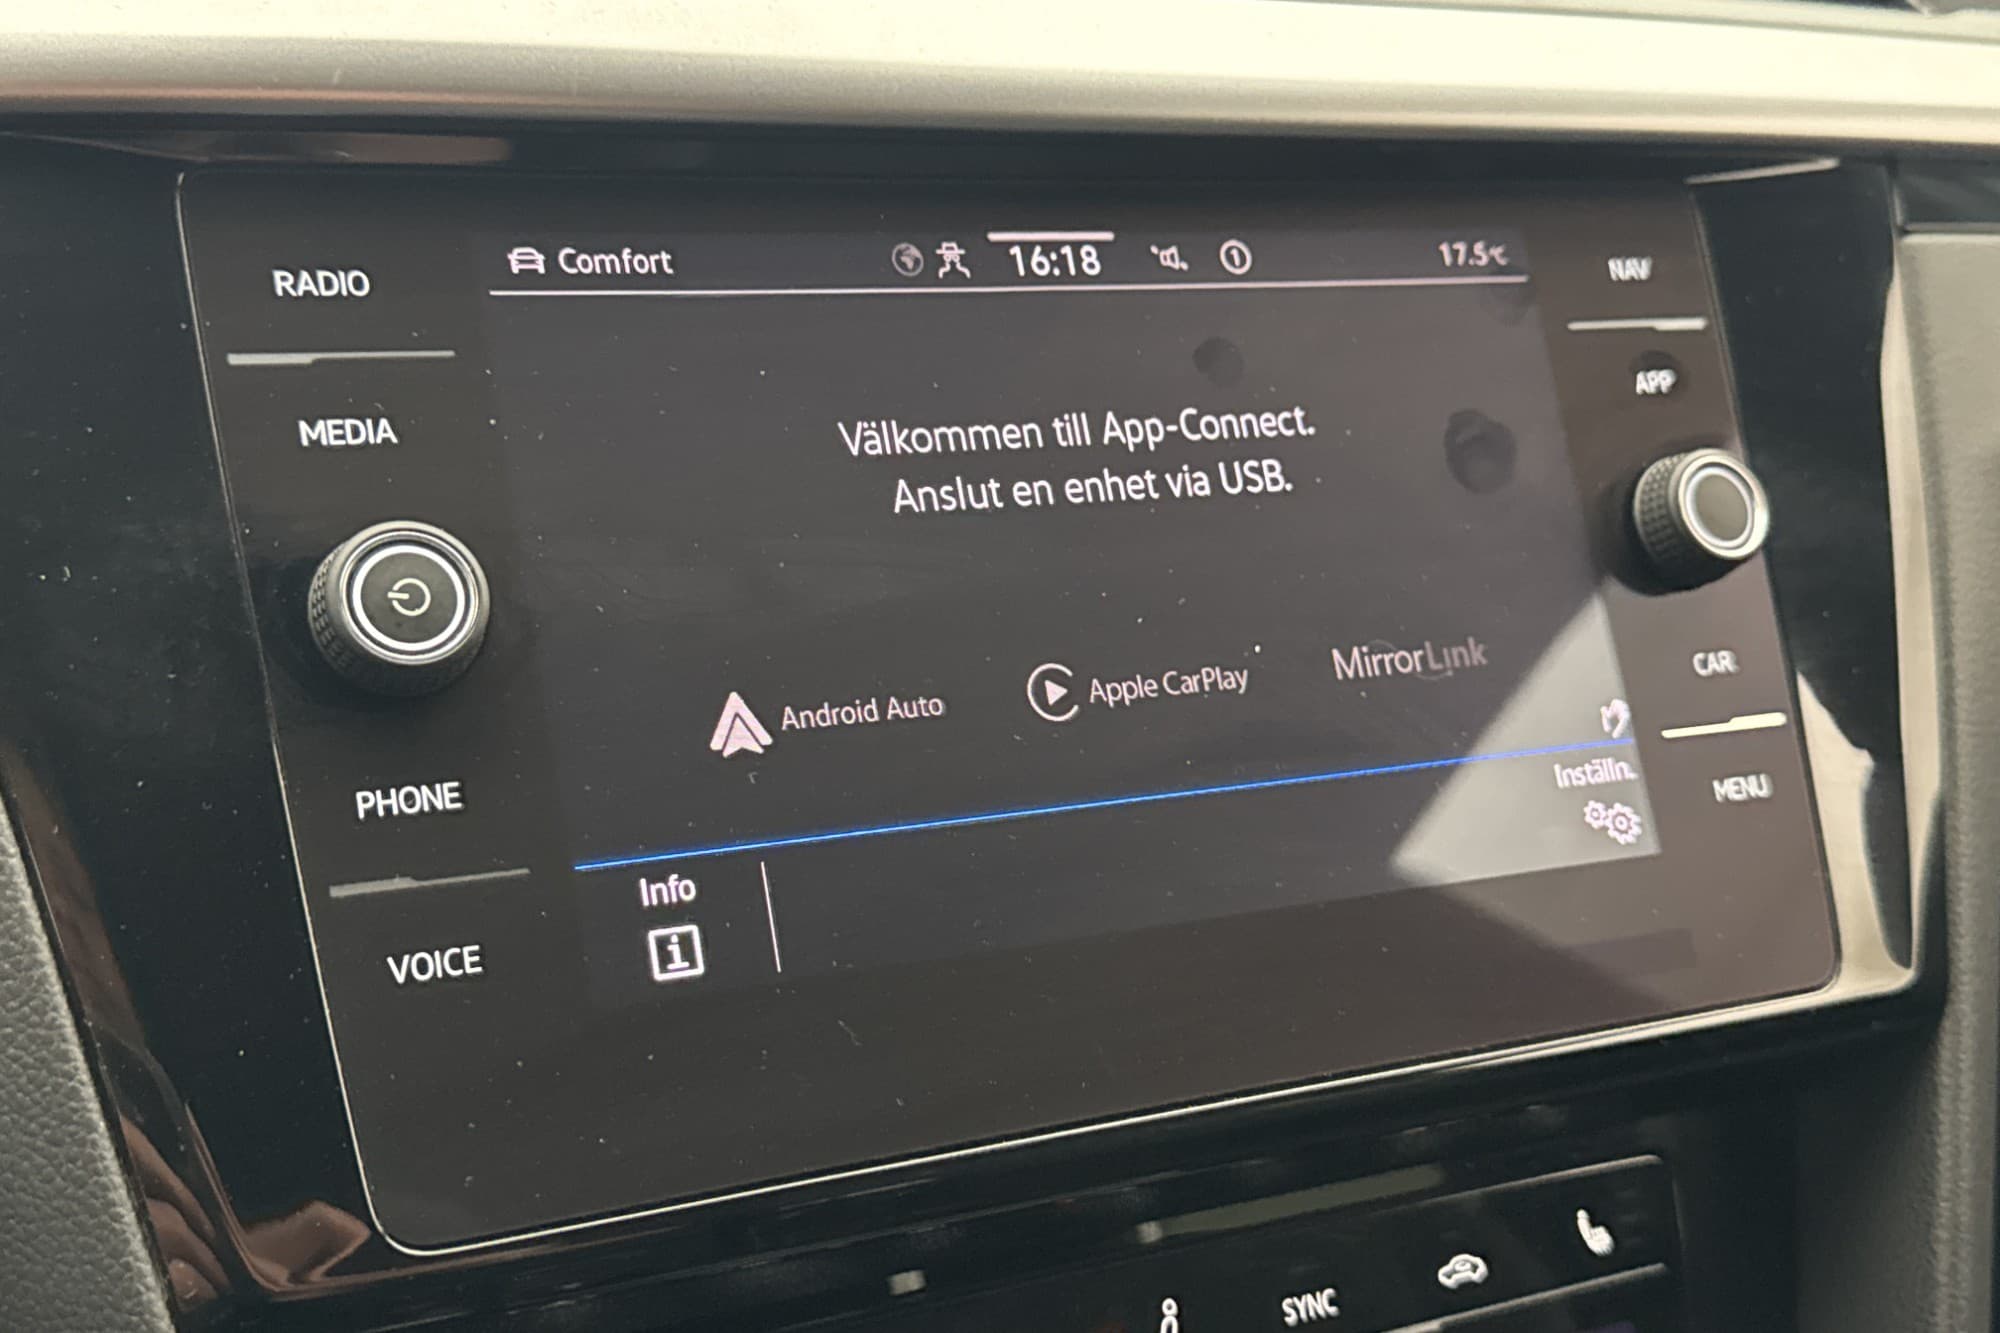 RADIO
MEDIA
PHONE
VOICE
Comfort
16:18
1
17.5°C
Välkommen till App-Connect.
Anslut en enhet via USB.
Android Auto
Apple CarPlay
MirrorLink
Inställn.
Info
NAV
APP
CAR
MENU
SYNC